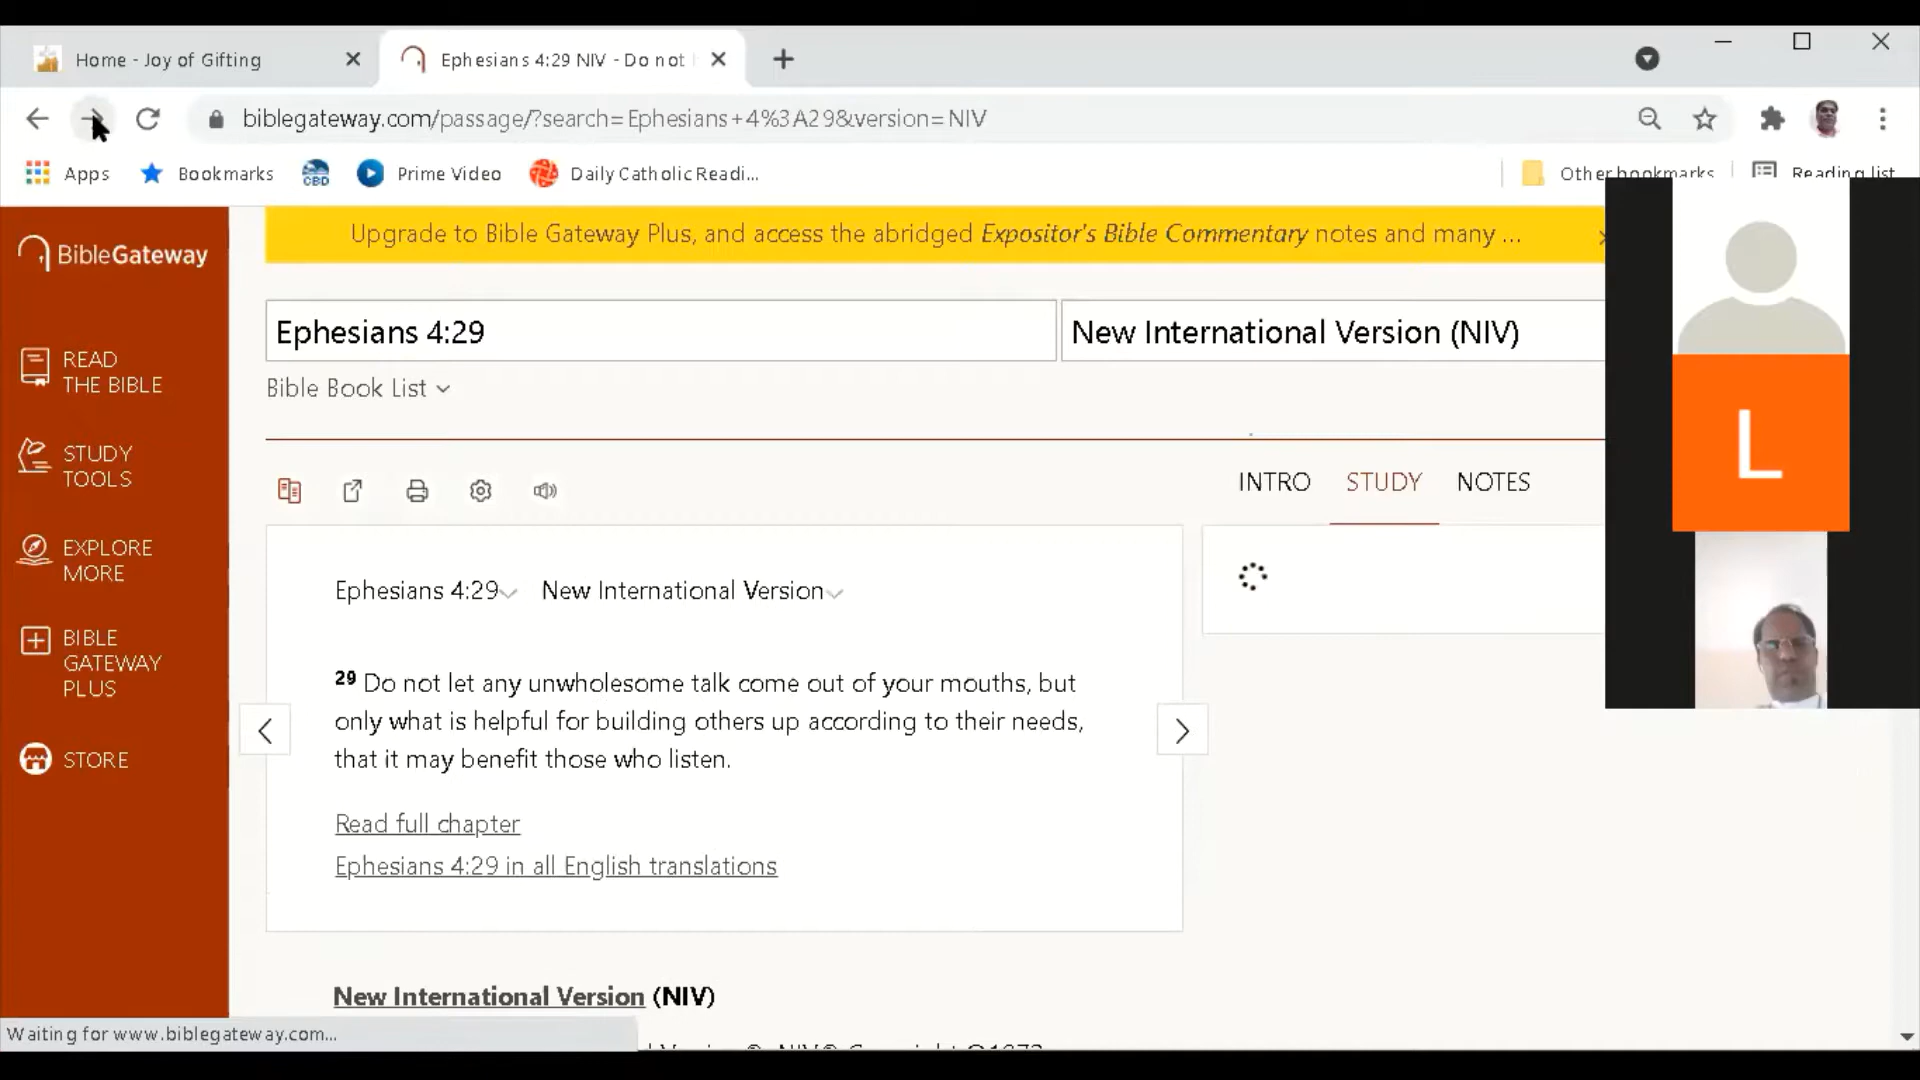 Home - Joy of Gifting
Ephesians 4:29 NIV - Do not
biblegateway.com/passage/?search=Ephesians+4%3A29&version=NIV
Apps
Bookmarks
CBD
Prime Video
Daily Catholic Readi...
Other bookmarks
Reading list
BibleGateway
Upgrade to Bible Gateway Plus, and access the abridged Expositor's Bible Commentary notes and many ...
Ephesians 4:29
New International Version (NIV)
Bible Book List
READ
THE BIBLE
STUDY
TOOLS
EXPLORE
MORE
BIBLE
GATEWAY
PLUS
STORE
INTRO
STUDY
NOTES
L
Ephesians 4:29
New International Version
29 Do not let any unwholesome talk come out of your mouths, but
only what is helpful for building others up according to their needs,
that it may benefit those who listen.
Read full chapter
Ephesians 4:29 in all English translations
New International Version (NIV)
Waiting for www.biblegateway.com...